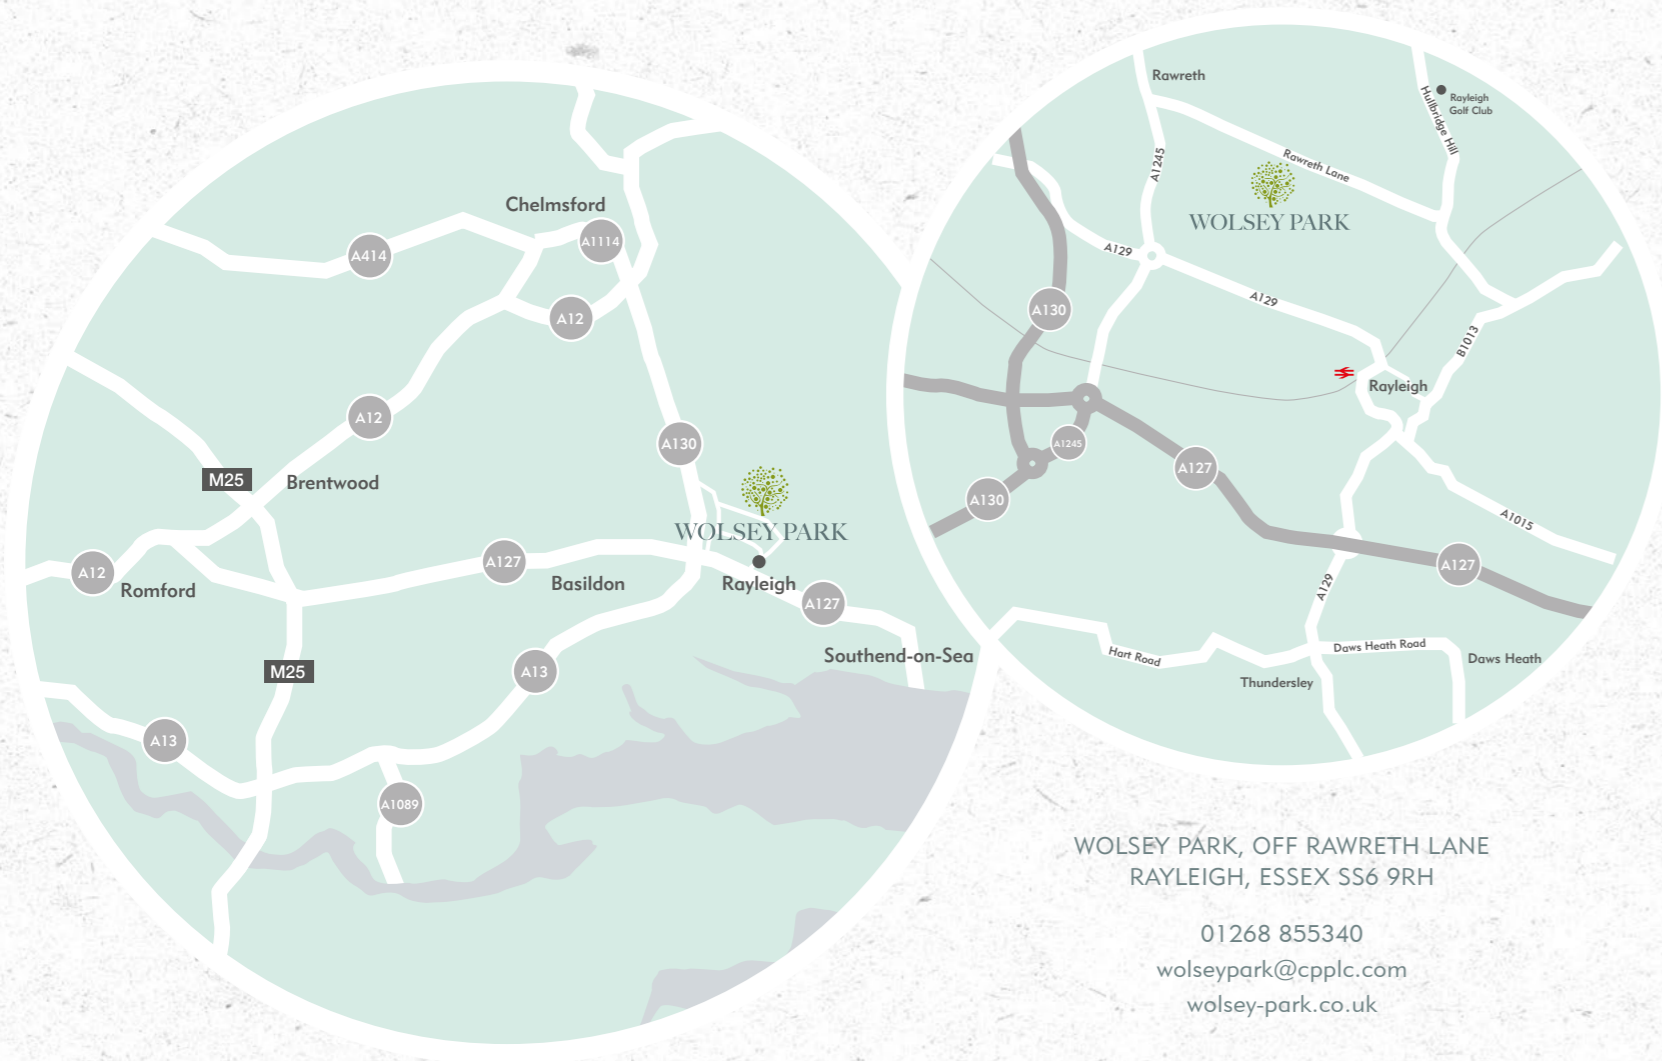 Chelmsford
A414
A1114
A12
A12
A130
M25
Brentwood
WOLSEY PARK
A12
Romford
A127
Basildon
Rayleigh
A127
M25
A13
Southend-on-Sea
A13
A1089
Rawreth
Hullbridge Hill
Rayleigh
Golf Club
A1245
Rawreth Lane
WOLSEY PARK
A129
A129
A130
B1013
Rayleigh
A1245
A127
A130
A1015
A127
A129
Hart Road
Daws Heath Road
Daws Heath
Thundersley
WOLSEY PARK, OFF RAWRETH LANE
RAYLEIGH, ESSEX SS6 9RH
01268 855340
wolseypark@cpplc.com
wolsey-park.co.uk